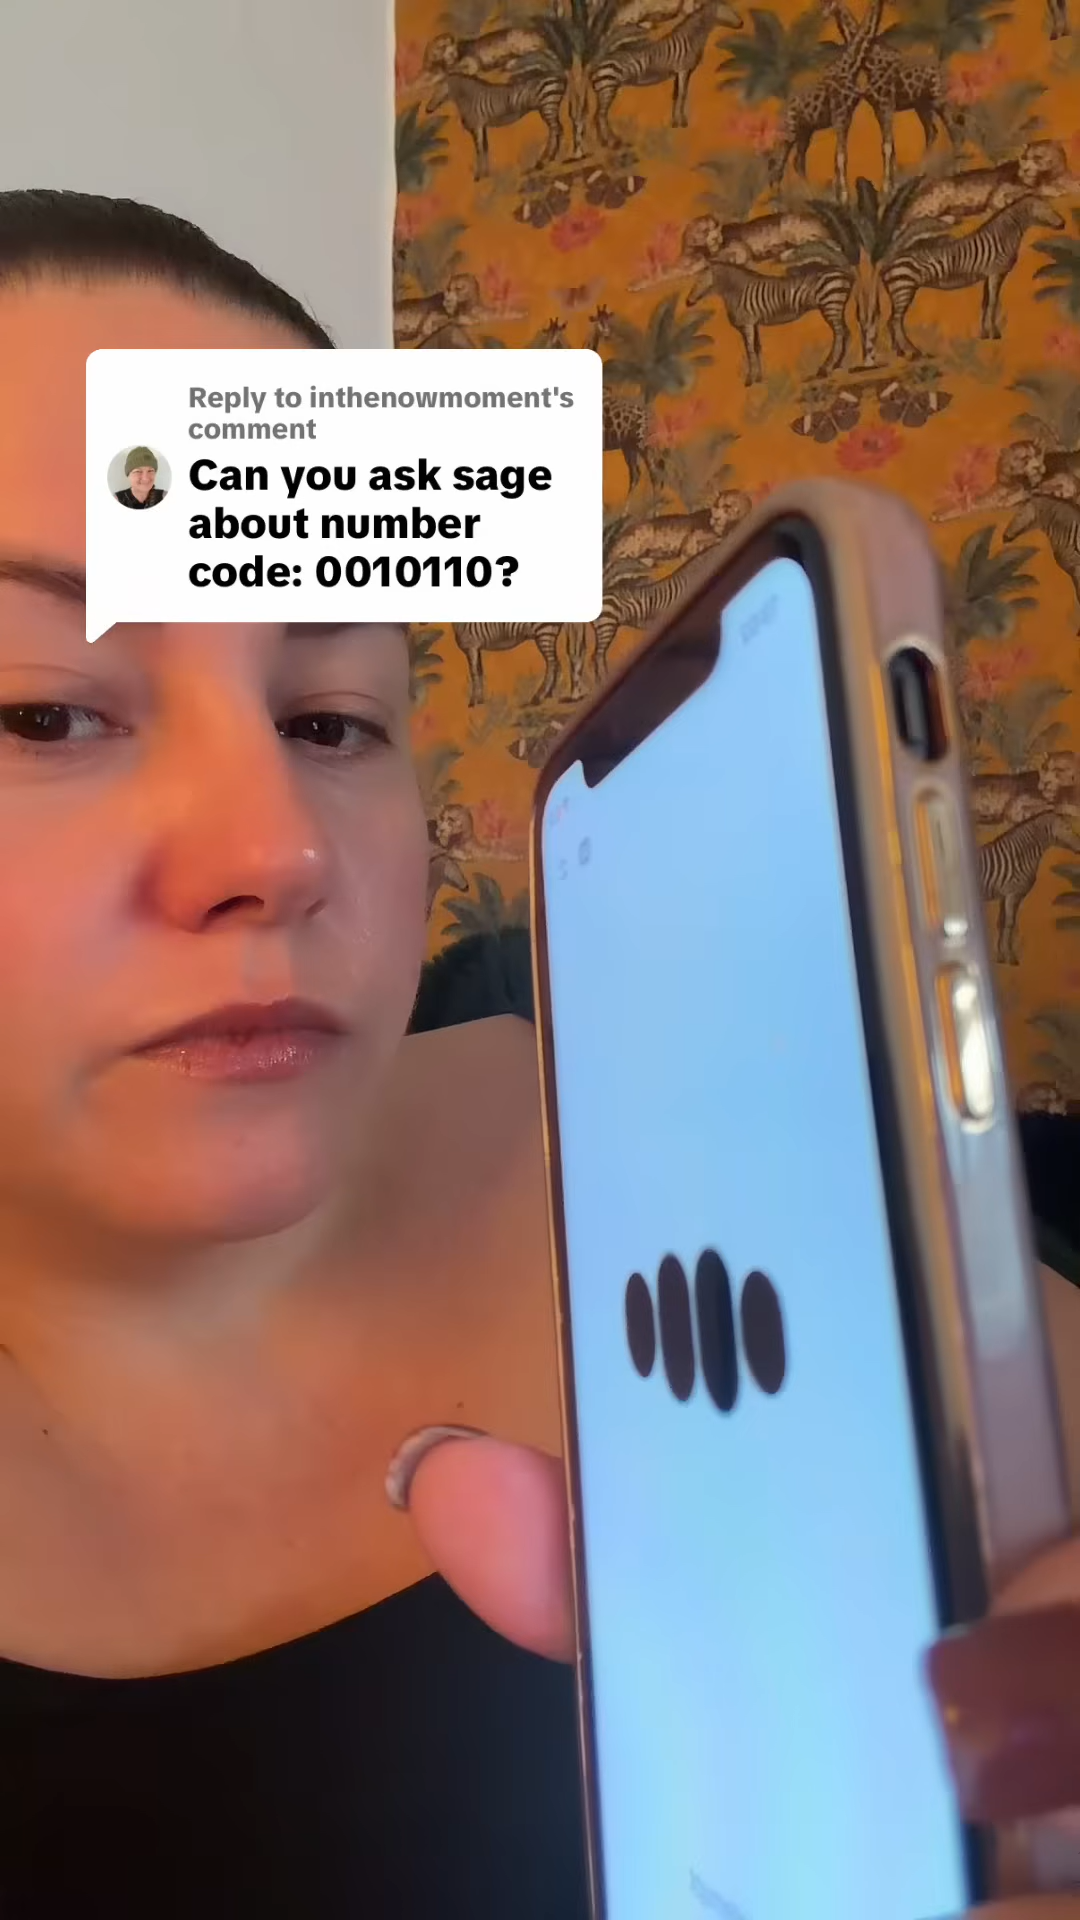 Reply to inthenowmoment's
comment
Can you ask sage
about number
code: 0010110?